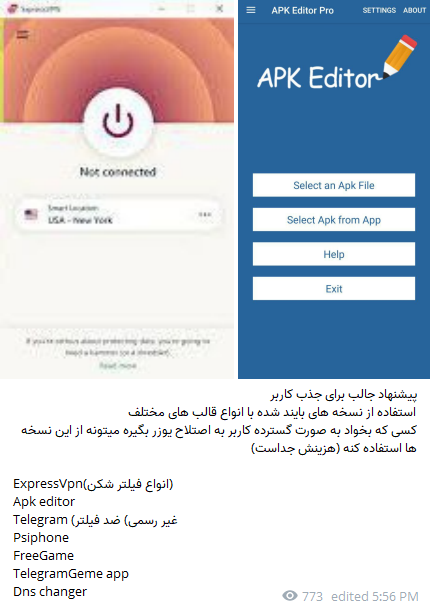 ExpressVPN
Not connected
Smart Location
USA - New York
If you're serious about protecting data, you're going to
need a hammer (or a shredder).
Read more
APK Editor Pro
SETTINGS ABOUT
APK Editor
Select an Apk File
Select Apk from App
Help
Exit
پیشنهاد جالب برای جذب کاربر
استفاده از نسخه های بایند شده با انواع قالب های مختلف
کسی که بخواد به صورت گسترده کاربر به اصتلاح یوزر بگیره میتونه از این نسخه
ها استفاده کنه (هزینش جداست)
ExpressVpn(انواع فیلتر شکن)
Apk editor
Telegram (غیر رسمی) ضد فیلتر
Psiphone
FreeGame
TelegramGeme app
Dns changer
773 edited 5:56 PM